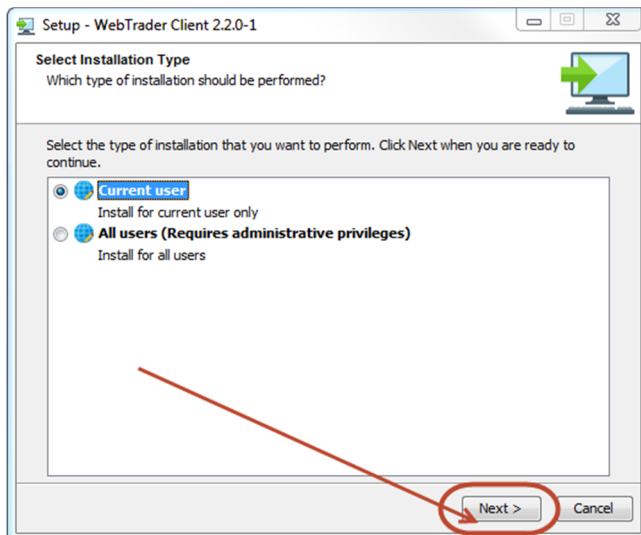 Setup - WebTrader Client 2.2.0-1
Select Installation Type
Which type of installation should be performed?
Select the type of installation that you want to perform. Click Next when you are ready to
continue.
Current user
Install for current user only
All users (Requires administrative privileges)
Install for all users
Next >
Cancel